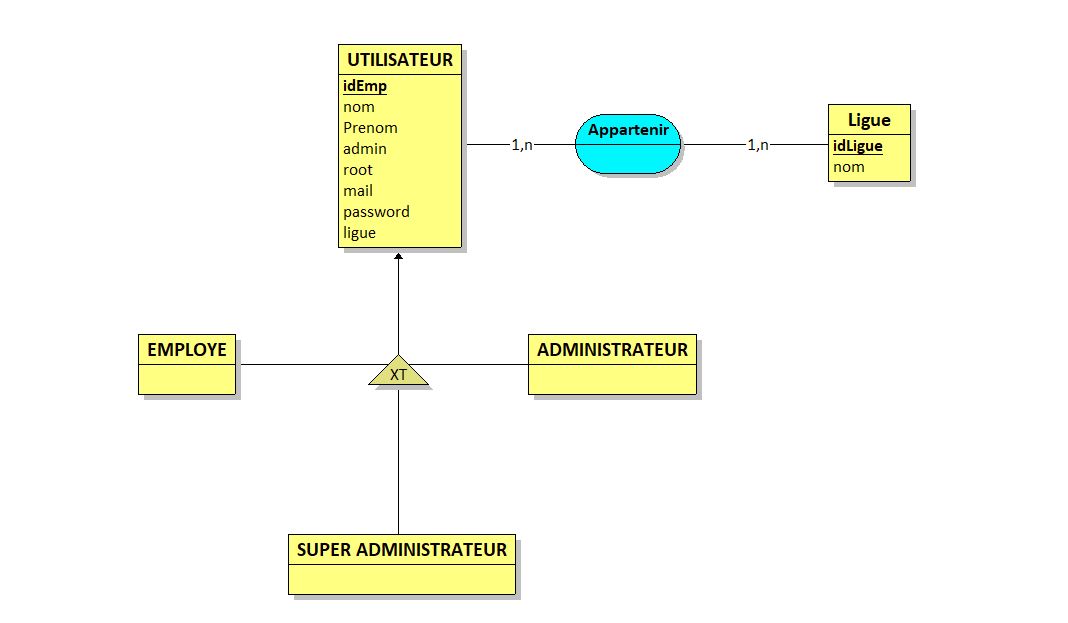 UTILISATEUR
idEmp
nom
Prenom
admin
root
mail
password
ligue
1,n
Appartenir
1,n
Ligue
idLigue
nom
EMPLOYE
XT
ADMINISTRATEUR
SUPER ADMINISTRATEUR